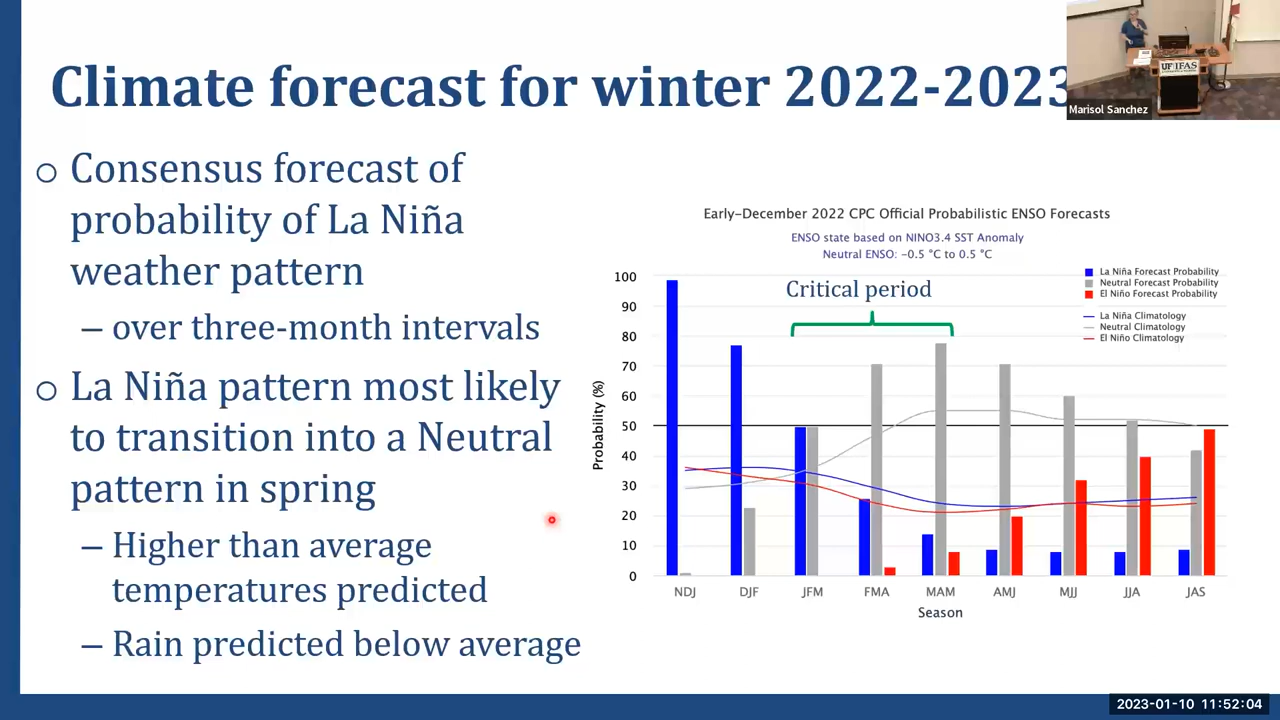 Climate forecast for winter 2022-2023
UF IFAS
Marisol Sanchez
o Consensus forecast of
probability of La Niña
weather pattern
– over three-month intervals
o La Niña pattern most likely
to transition into a Neutral
pattern in spring
– Higher than average
temperatures predicted
– Rain predicted below average
Early-December 2022 CPC Official Probabilistic ENSO Forecasts
ENSO state based on NINO3.4 SST Anomaly
Neutral ENSO: -0.5 °C to 0.5 °C
La Niña Forecast Probability
Neutral Forecast Probability
El Niño Forecast Probability
La Niña Climatology
Neutral Climatology
El Niño Climatology
Critical period
Probability (%)
100
90
80
70
60
50
40
30
20
10
0
NDJ DJF JFM FMA MAM AMJ MJJ JJA JAS
Season
2023-01-10 11:52:04